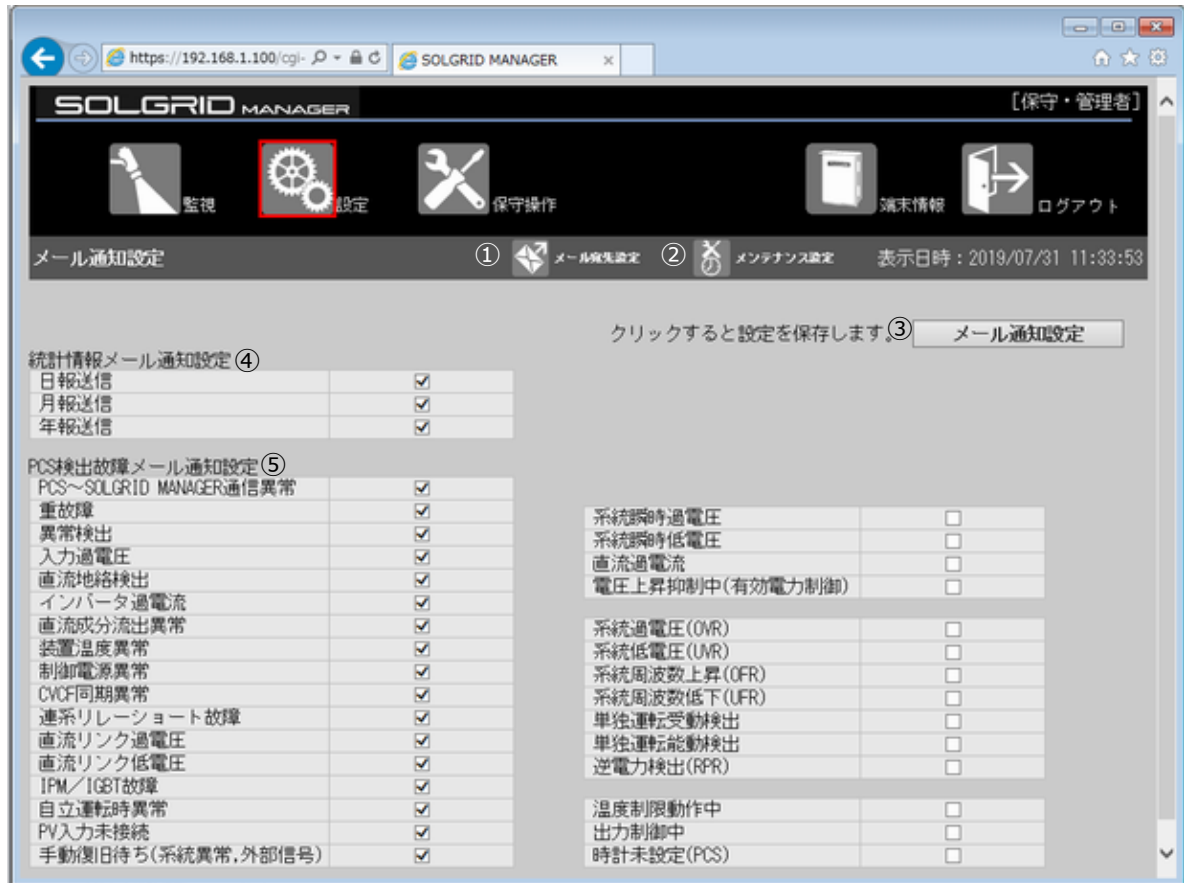 https://192.168.1.100/cgi-
SOLGRID MANAGER
SOLGRID MANAGER
[保守・管理者]
監視
設定
保守操作
端末情報
ログアウト
メール通知設定
① メール宛先設定
② メンテナンス設定
表示日時：2019/07/31 11:33:53
クリックすると設定を保存します。③ メール通知設定
統計情報メール通知設定④
日報送信
月報送信
年報送信
PCS検出故障メール通知設定⑤
PCS～SOLGRID MANAGER通信異常
重故障
異常検出
入力過電圧
直流地絡検出
インバータ過電流
直流成分流出異常
装置温度異常
制御電源異常
CVCF同期異常
連系リレーショート故障
直流リンク過電圧
直流リンク低電圧
IPM／IGBT故障
自立運転時異常
PV入力未接続
手動復旧待ち(系統異常,外部信号)
系統瞬時過電圧
系統瞬時低電圧
直流過電流
電圧上昇抑制中(有効電力制御)
系統過電圧(OVR)
系統低電圧(UVR)
系統周波数上昇(OFR)
系統周波数低下(UFR)
単独運転受動検出
単独運転能動検出
逆電力検出(RPR)
温度制限動作中
出力制御中
時計未設定(PCS)